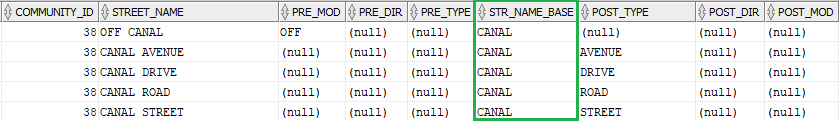 COMMUNITY_ID STREET_NAME PRE_MOD PRE_DIR PRE_TYPE STR_NAME_BASE POST_TYPE POST_DIR POST_MOD
38 OFF CANAL OFF (null) (null) CANAL (null) (null) (null)
38 CANAL AVENUE (null) (null) (null) CANAL AVENUE (null) (null)
38 CANAL DRIVE (null) (null) (null) CANAL DRIVE (null) (null)
38 CANAL ROAD (null) (null) (null) CANAL ROAD (null) (null)
38 CANAL STREET (null) (null) (null) CANAL STREET (null) (null)